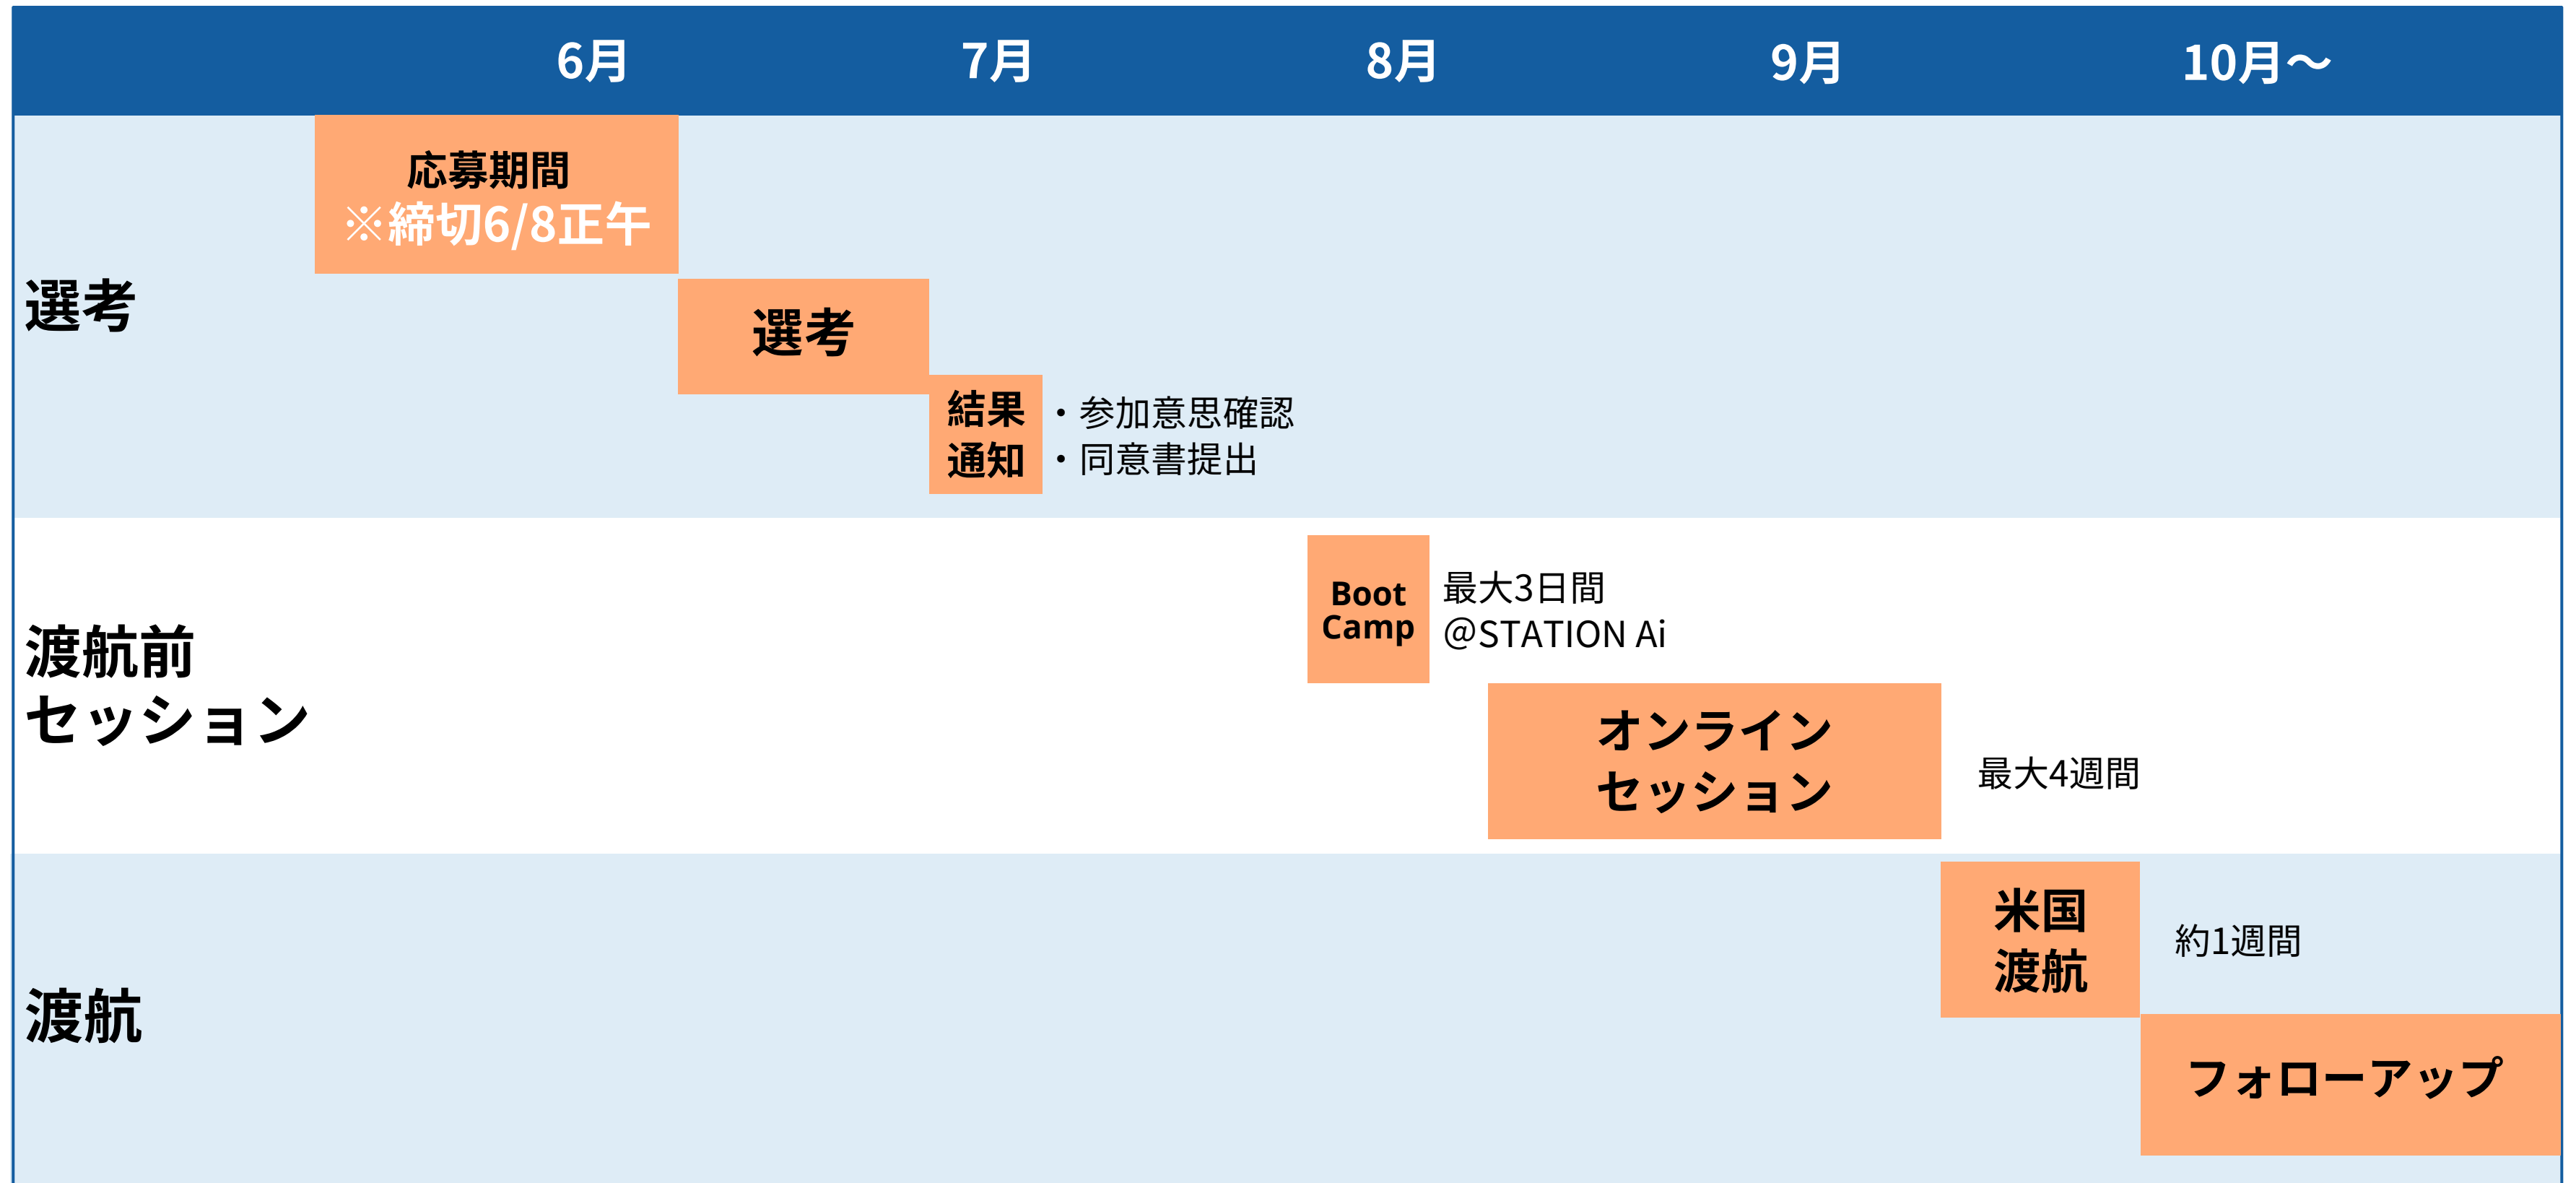 6月 7月 8月 9月 10月～
選考
応募期間
※締切6/8正午
選考
結果
通知
・参加意思確認
・同意書提出
渡航前
セッション
Boot
Camp
最大3日間
@STATION Ai
オンライン
セッション
最大4週間
渡航
米国
渡航
約1週間
フォローアップ